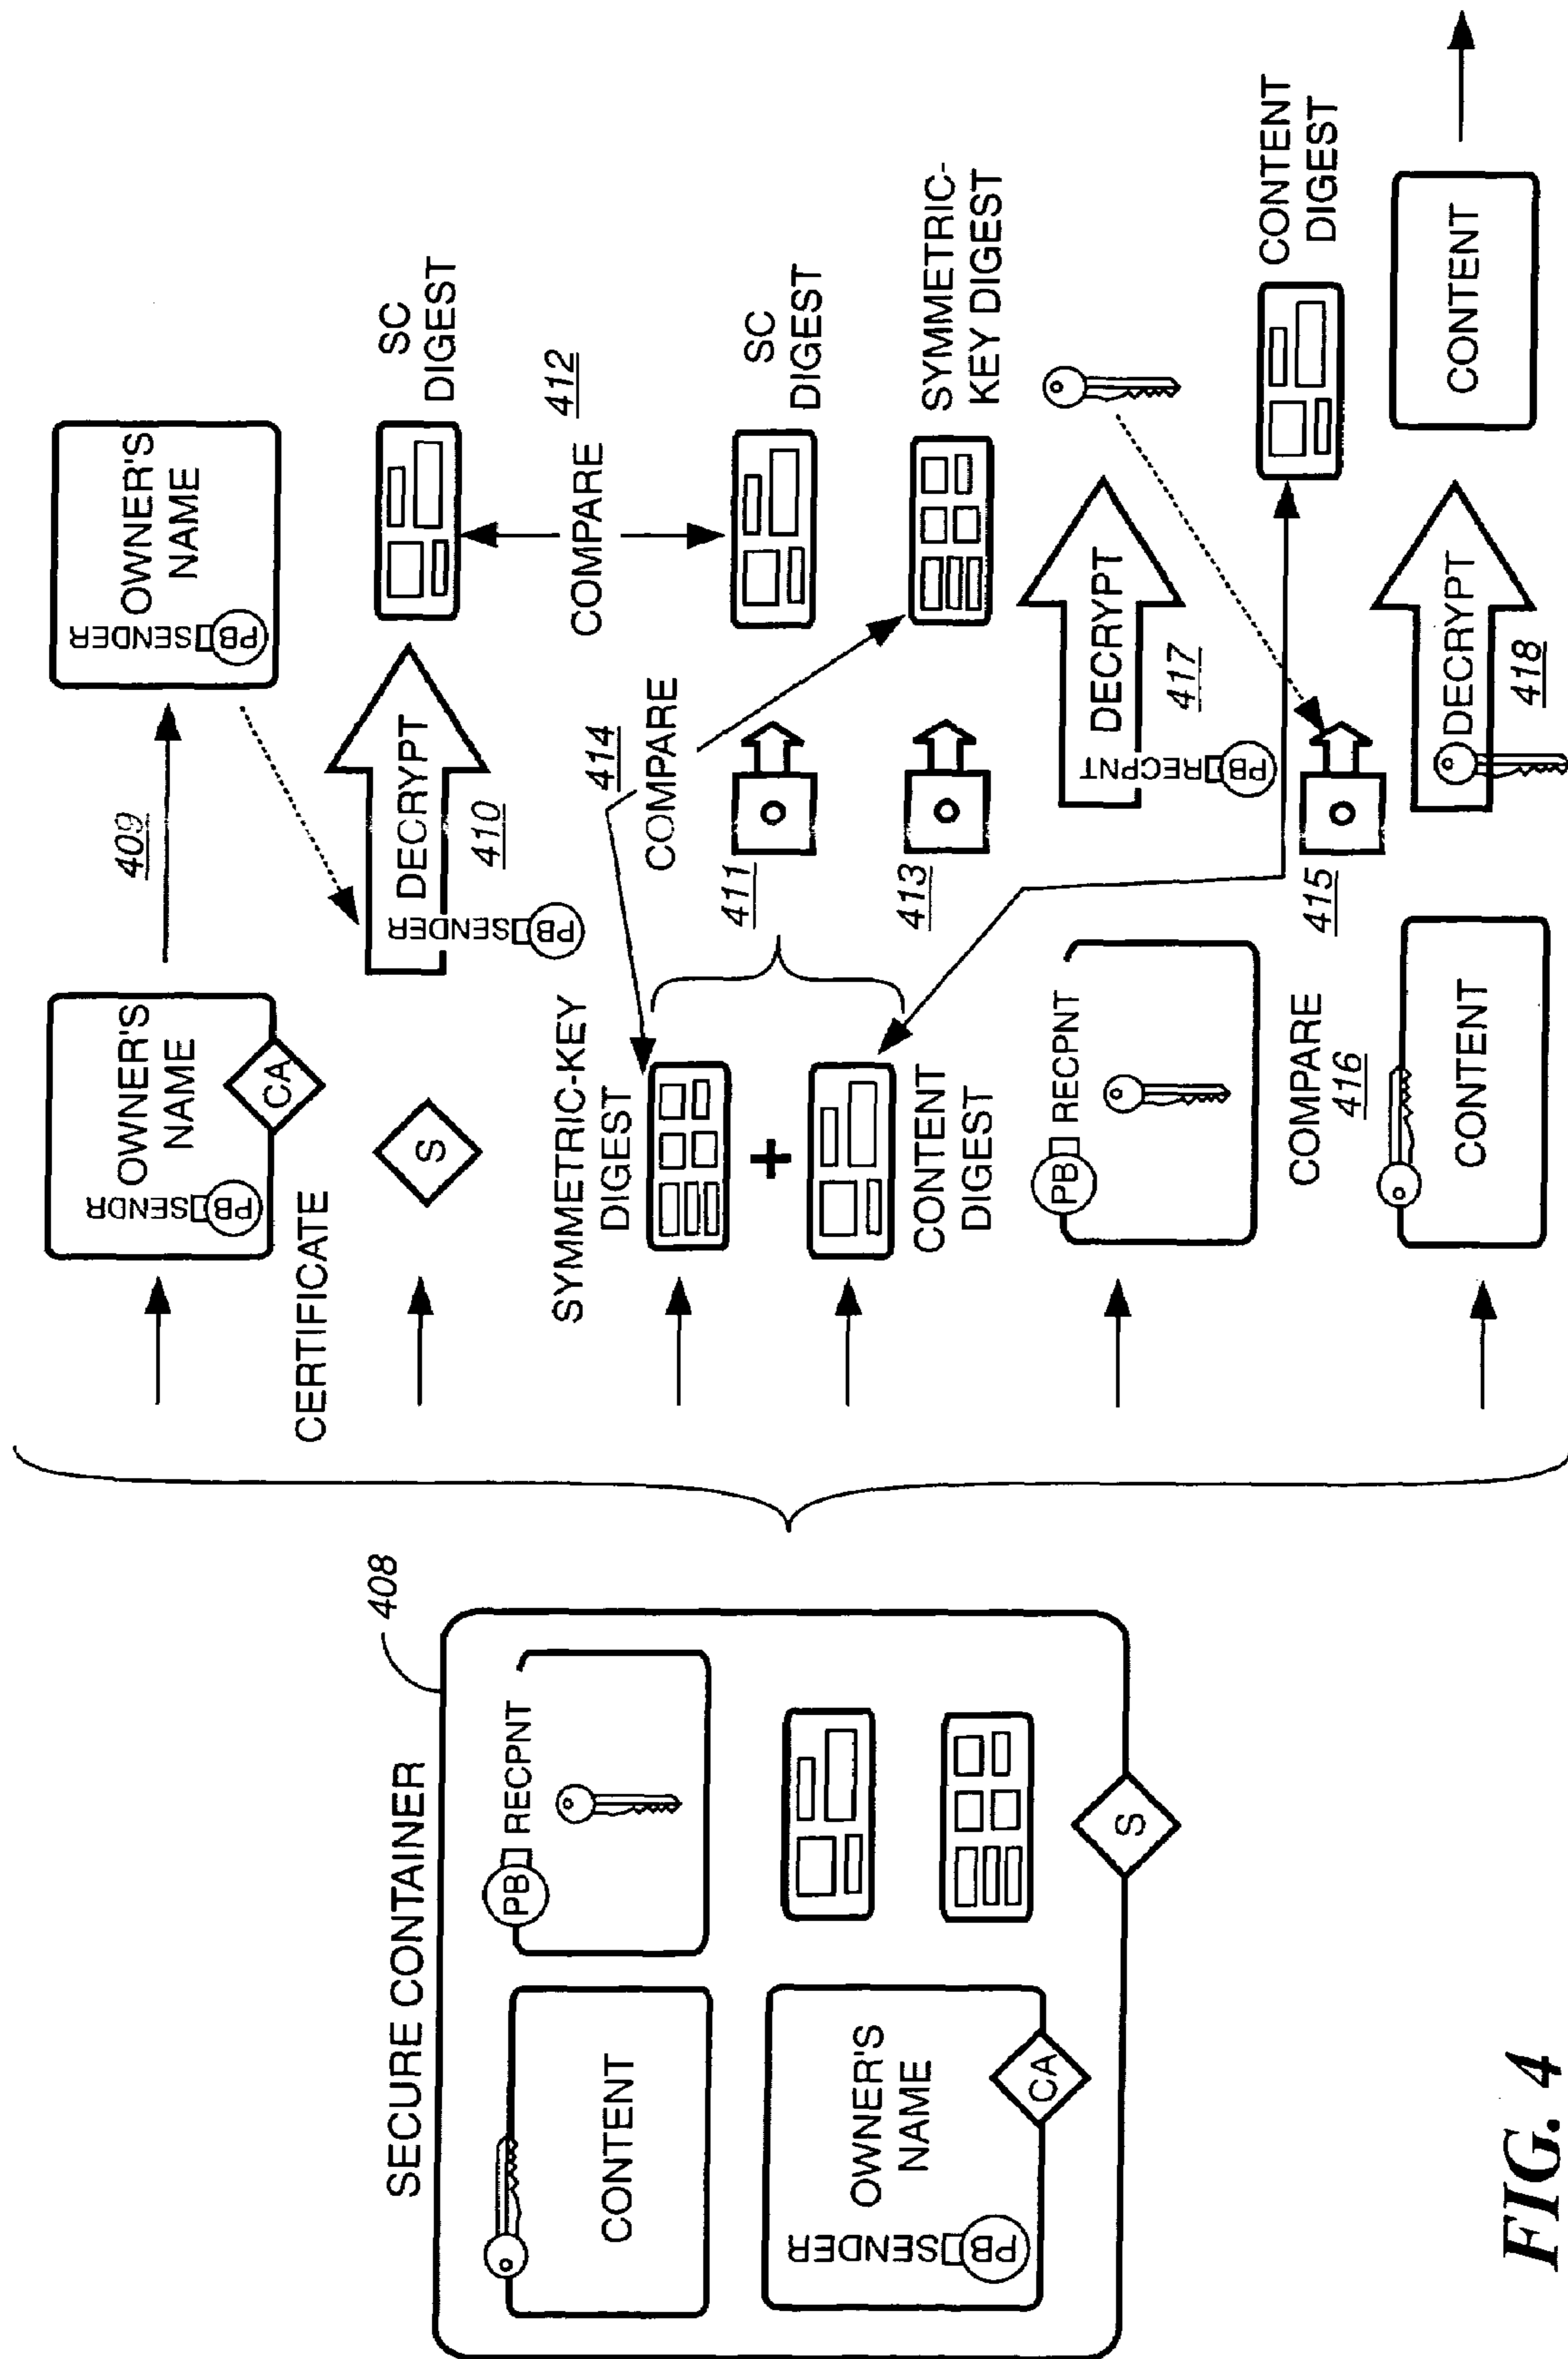 SECURE CONTAINER
408
CONTENT
PB RECPNT
OWNER'S
NAME
PB SENDER
CA
S
OWNER'S
NAME
PB SENDR
CA
CERTIFICATE
409
OWNER'S
NAME
PB SENDER
S
DECRYPT
PB SENDER
410
SC
DIGEST
COMPARE
412
SYMMETRIC-KEY
DIGEST
+
CONTENT
DIGEST
414
COMPARE
411
SC
DIGEST
413
SYMMETRIC-
KEY DIGEST
PB RECPNT
DECRYPT
PB RECPNT
417
COMPARE
416
415
CONTENT
DIGEST
CONTENT
DECRYPT
418
CONTENT
FIG. 4